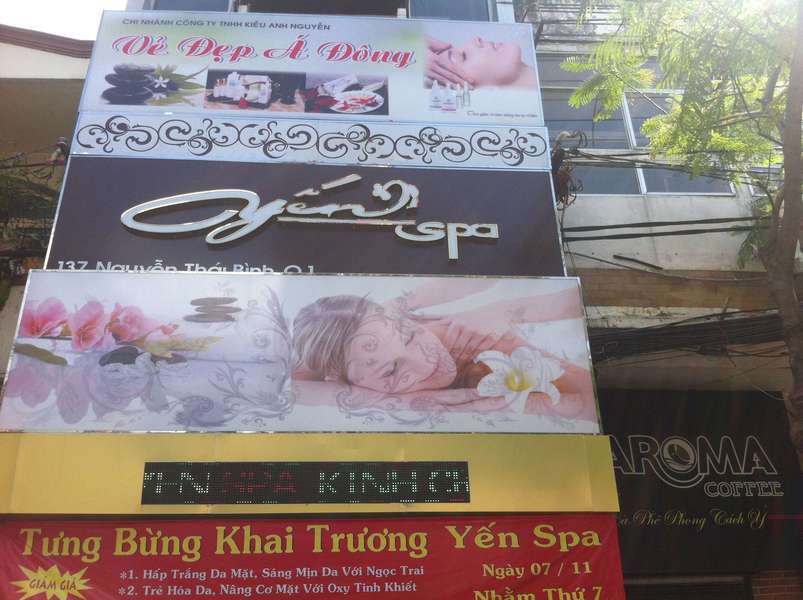 CHI NHÁNH CÔNG TY TNHH KIỀU ANH NGUYỄN
Vẻ Đẹp Á Đông
Yến spa
137 Nguyễn Thái Bình, Q.1
SPA KINH
AROMA
COFFEE
Cà Phê Phong Cách Ý
Tưng Bừng Khai Trương Yến Spa
GIẢM GIÁ
*1. Hấp Trắng Da Mặt, Sáng Mịn Da Với Ngọc Trai
*2. Trẻ Hóa Da, Nâng Cơ Mặt Với Oxy Tinh Khiết
Ngày 07 / 11
Nhằm Thứ 7